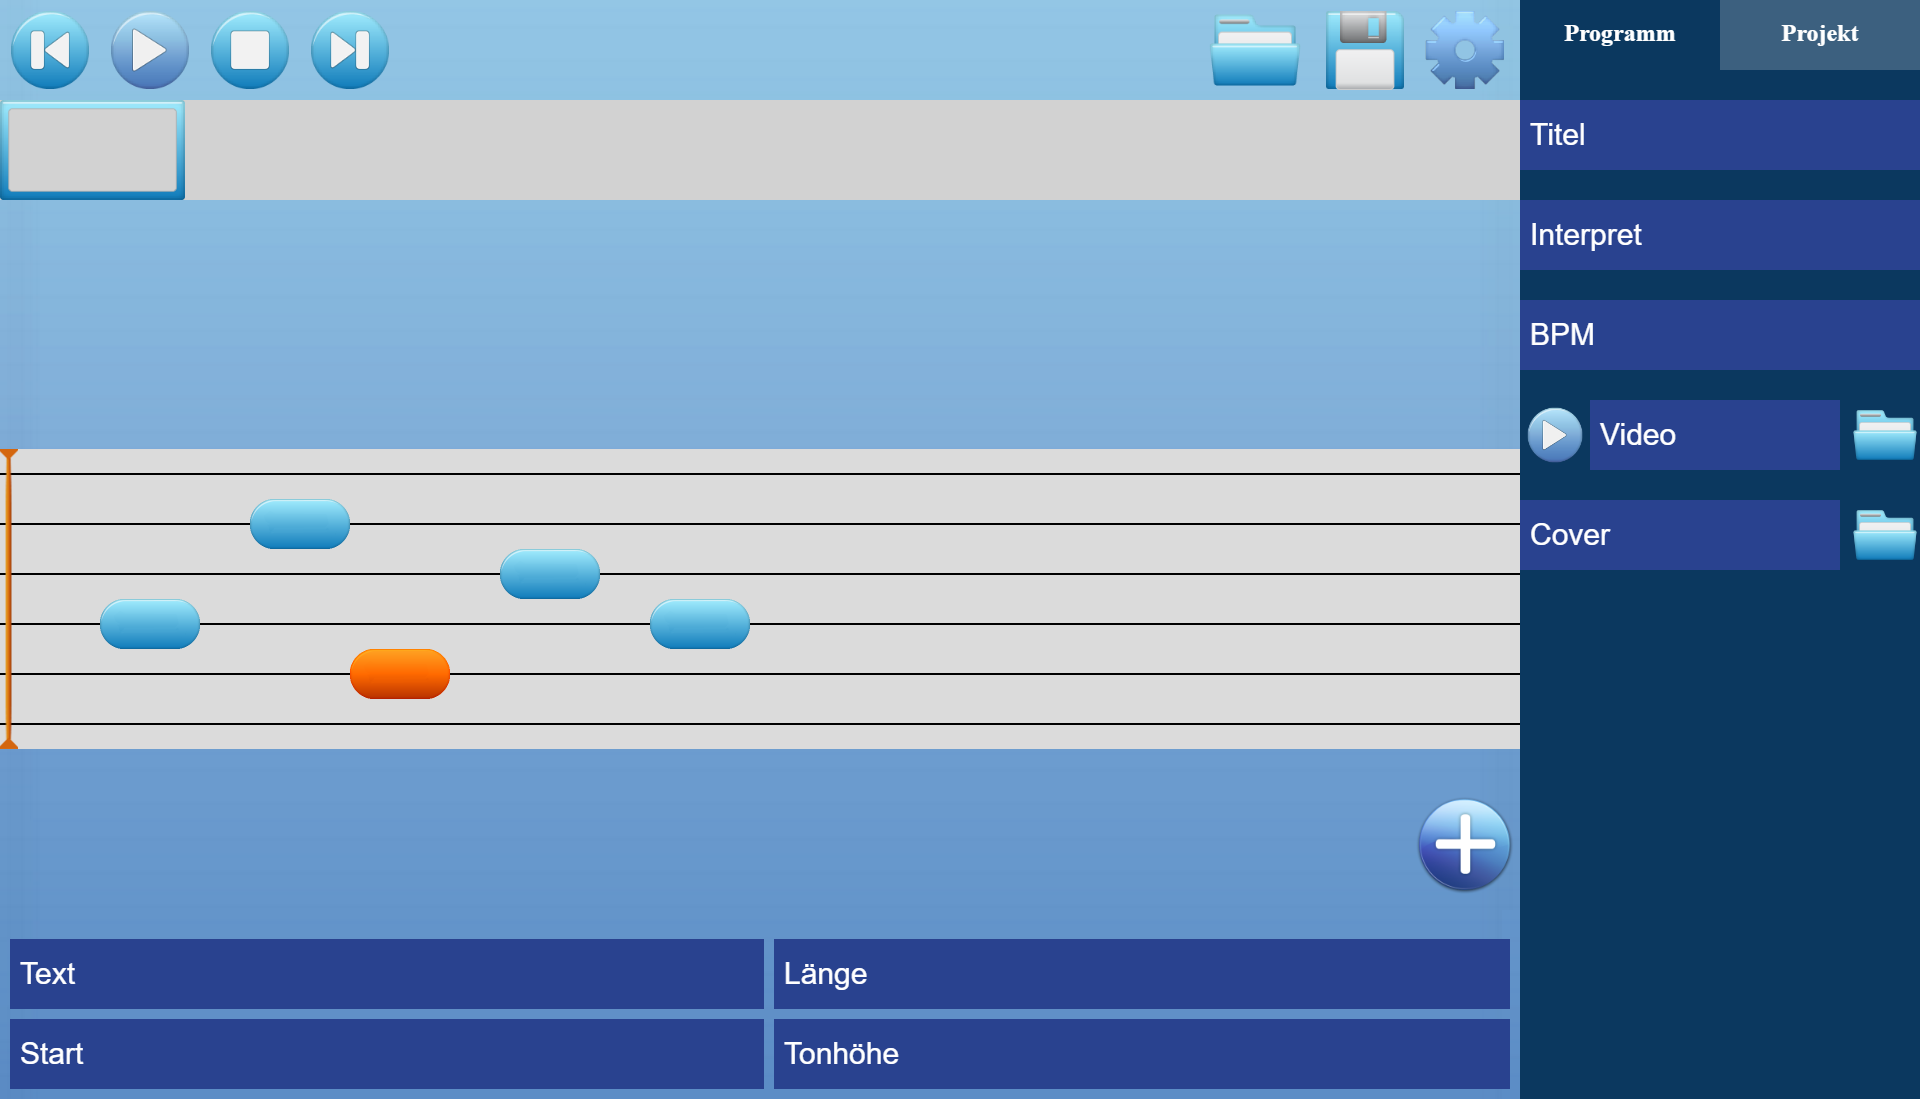 Programm
Projekt
Titel
Interpret
BPM
Video
Cover
Text
Länge
Start
Tonhöhe